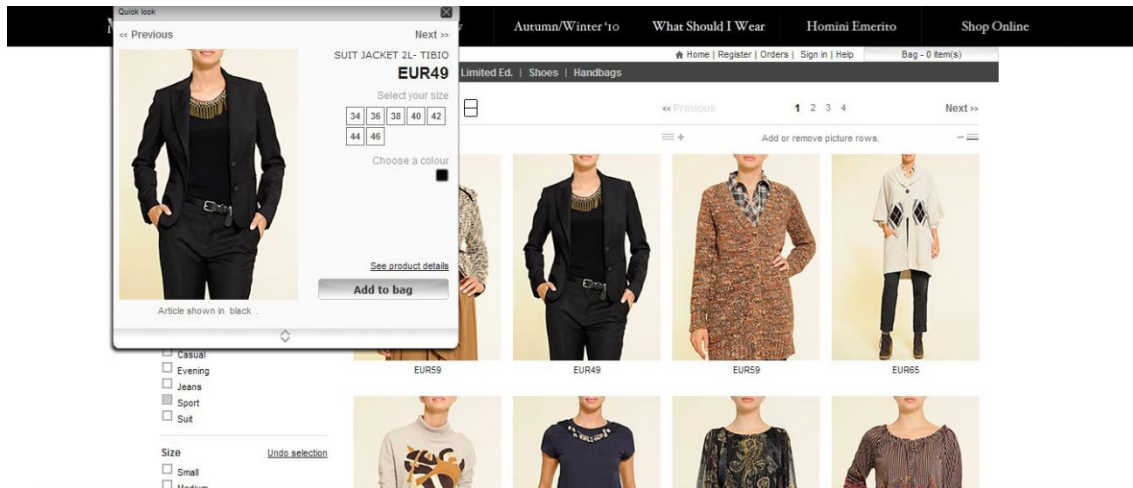 Quick look
<< Previous
Next >>
SUIT JACKET 2L- TIBIO
EUR49
Select your size
34 36 38 40 42
44 46
Choose a colour
See product details
Add to bag
Article shown in black .
Autumn/Winter '10
What Should I Wear
Homini Emerito
Shop Online
Home | Register | Orders | Sign in | Help
Bag - 0 item(s)
Limited Ed. | Shoes | Handbags
<< Previous
1 2 3 4
Next >>
Add or remove picture rows.
EUR59
EUR49
EUR59
EUR65
Casual
Evening
Jeans
Sport
Suit
Size
Undo selection
Small
Medium